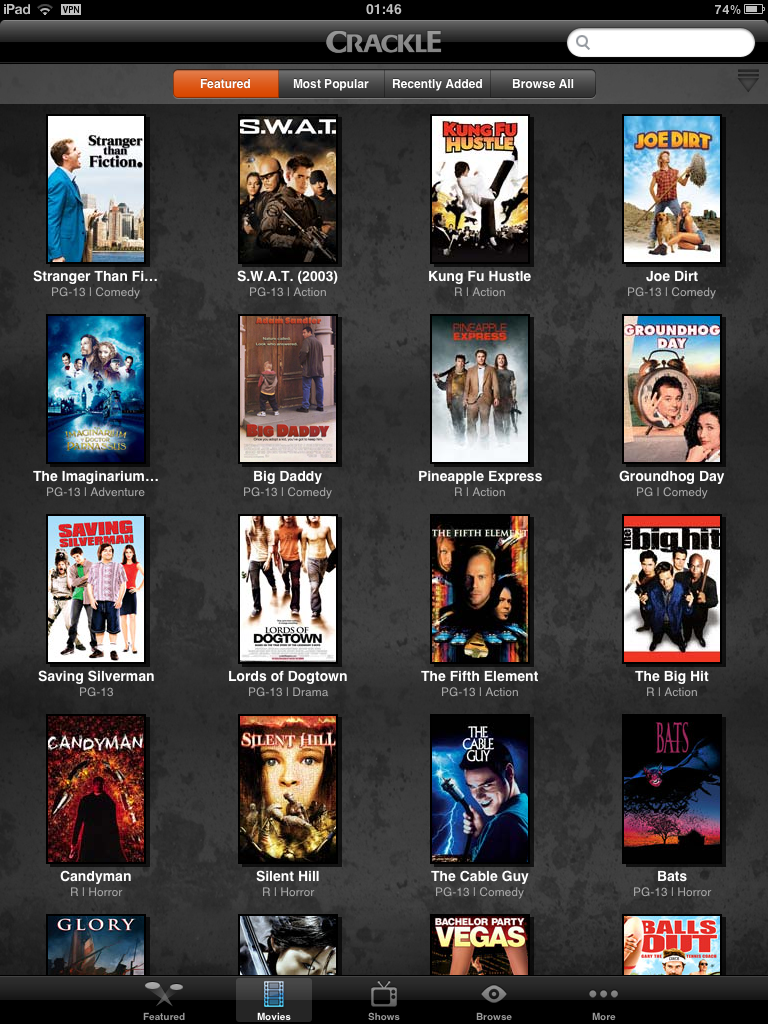 iPad VPN 01:46 74%
CRACKLE
Featured Most Popular Recently Added Browse All
Stranger than Fiction.
S.W.A.T.
KUNG FU HUSTLE
JOE DIRT
Stranger Than Fi... S.W.A.T. (2003) Kung Fu Hustle Joe Dirt
PG-13 | Comedy PG-13 | Action R | Action PG-13 | Comedy
THE IMAGINARIUM OF DOCTOR PARNASSUS
Adam Sandler
BIG DADDY
PINEAPPLE EXPRESS
GROUNDHOG DAY
The Imaginarium... Big Daddy Pineapple Express Groundhog Day
PG-13 | Adventure PG-13 | Comedy R | Action PG | Comedy
SAVING SILVERMAN
LORDS OF DOGTOWN
THE FIFTH ELEMENT
the big hit
Saving Silverman Lords of Dogtown The Fifth Element The Big Hit
PG-13 PG-13 | Drama PG-13 | Action R | Action
CANDYMAN
SILENT HILL
THE CABLE GUY
BATS
Candyman Silent Hill The Cable Guy Bats
R | Horror R | Horror PG-13 | Comedy PG-13 | Horror
GLORY
BACHELOR PARTY VEGAS
BALLS OUT
GARY THE TENNIS COACH
Featured Movies Shows Browse More